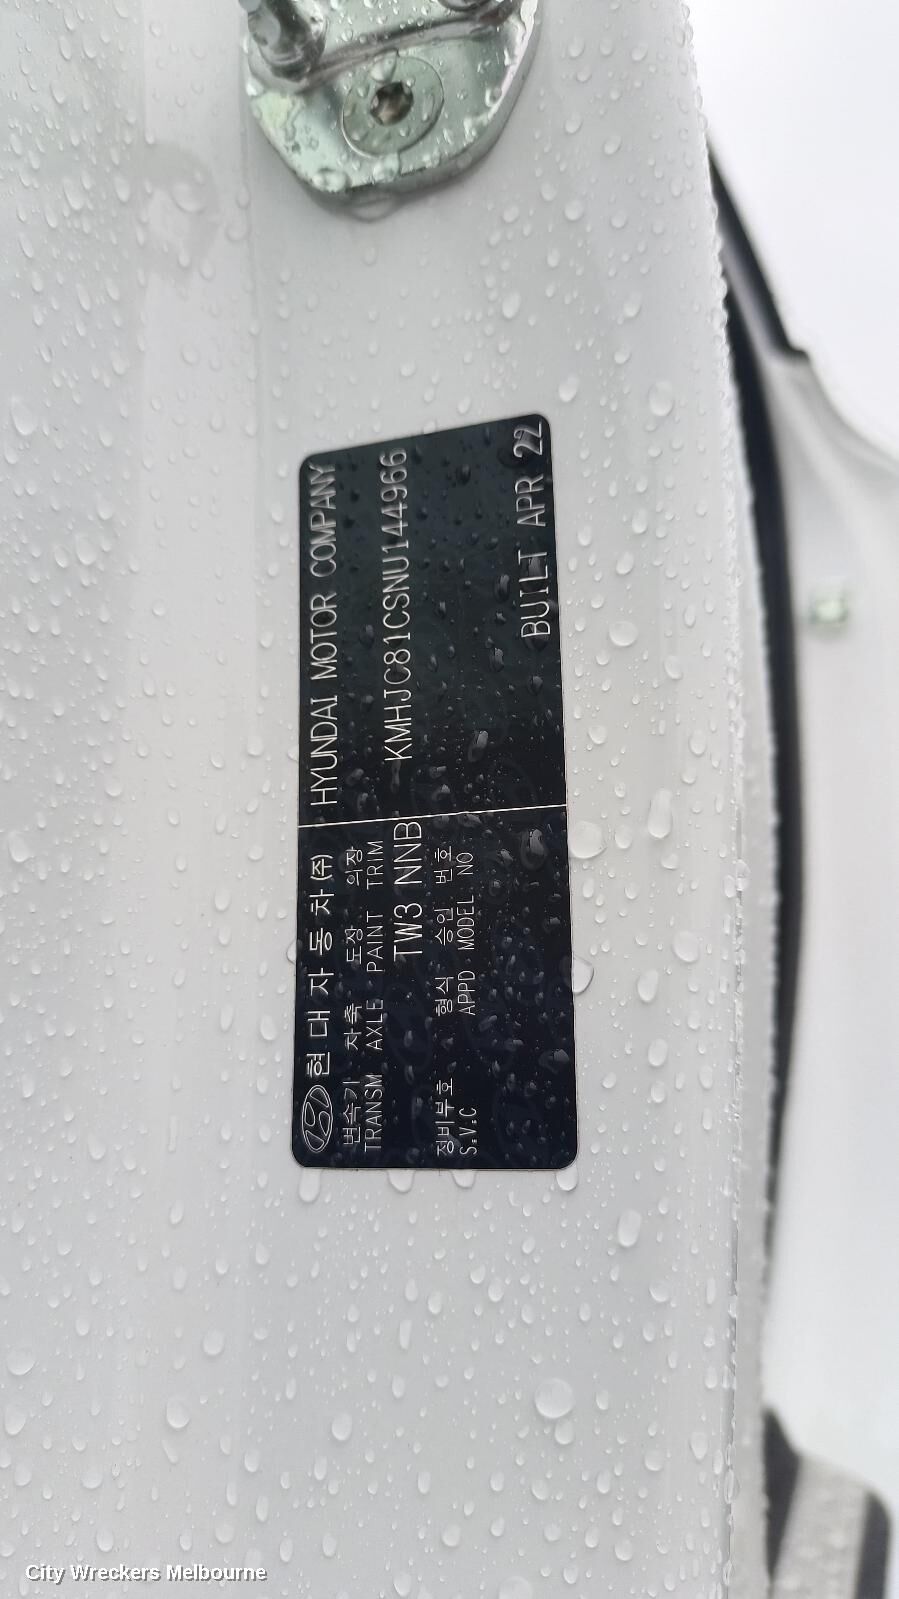 현대자동차(주) HYUNDAI MOTOR COMPANY
변속기 차축 도장 의장
TRANSM AXLE PAINT TRIM
TW3 NNB KMHJC81CSNU144966
정비부호 형식 승인 번호
S.V.C APPD MODEL NO
BUILT APR 22
City Wreckers Melbourne